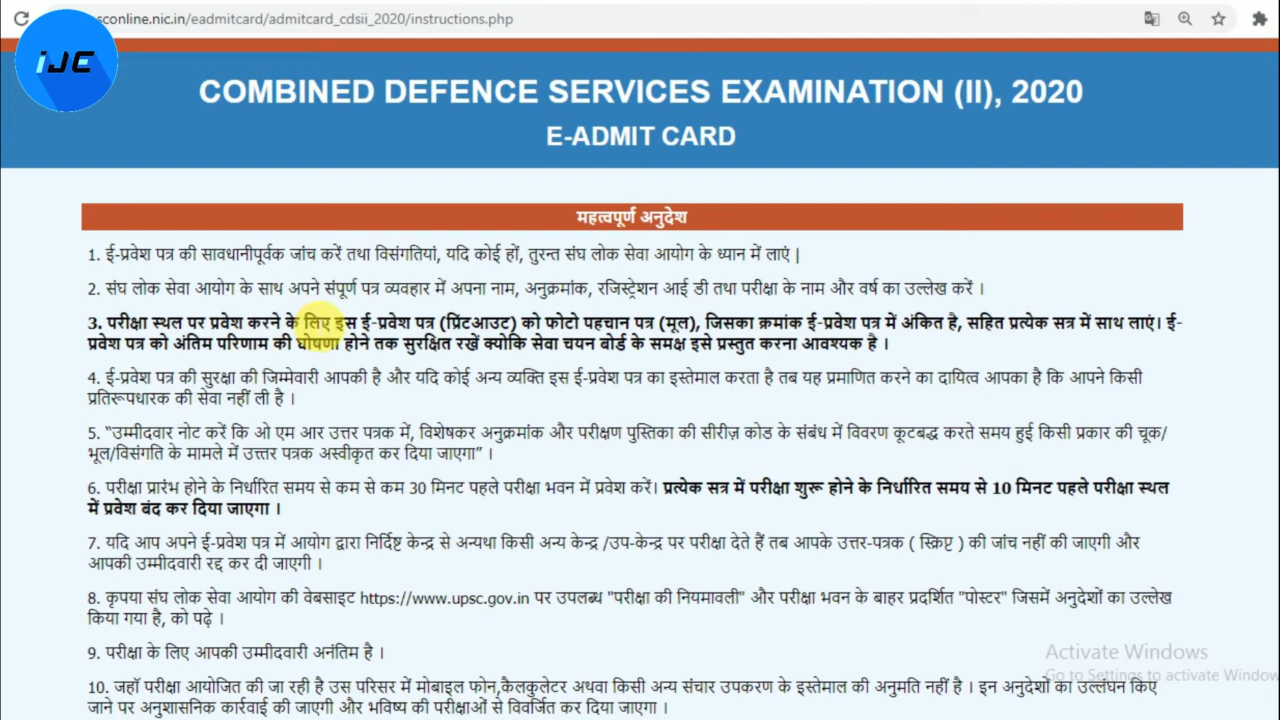 sconline.nic.in/eadmitcard/admitcard_cdsii_2020/instructions.php
iJE
COMBINED DEFENCE SERVICES EXAMINATION (II), 2020
E-ADMIT CARD
महत्वपूर्ण अनुदेश
1. ई-प्रवेश पत्र की सावधानीपूर्वक जांच करें तथा विसंगतियां, यदि कोई हों, तुरन्त संघ लोक सेवा आयोग के ध्यान में लाएं |
2. संघ लोक सेवा आयोग के साथ अपने संपूर्ण पत्र व्यवहार में अपना नाम, अनुक्रमांक, रजिस्ट्रेशन आई डी तथा परीक्षा के नाम और वर्ष का उल्लेख करें ।
3. परीक्षा स्थल पर प्रवेश करने के लिए इस ई-प्रवेश पत्र (प्रिंटआउट) को फोटो पहचान पत्र (मूल), जिसका क्रमांक ई-प्रवेश पत्र में अंकित है, सहित प्रत्येक सत्र में साथ लाएं। ई-
प्रवेश पत्र को अंतिम परिणाम की घोषणा होने तक सुरक्षित रखें क्योकि सेवा चयन बोर्ड के समक्ष इसे प्रस्तुत करना आवश्यक है ।
4. ई-प्रवेश पत्र की सुरक्षा की जिम्मेवारी आपकी है और यदि कोई अन्य व्यक्ति इस ई-प्रवेश पत्र का इस्तेमाल करता है तब यह प्रमाणित करने का दायित्व आपका है कि आपने किसी
प्रतिरूपधारक की सेवा नहीं ली है ।
5. “उम्मीदवार नोट करें कि ओ एम आर उत्तर पत्रक में, विशेषकर अनुक्रमांक और परीक्षण पुस्तिका की सीरीज़ कोड के संबंध में विवरण कूटबद्ध करते समय हुई किसी प्रकार की चूक/
भूल/विसंगति के मामले में उत्तर पत्रक अस्वीकृत कर दिया जाएगा” ।
6. परीक्षा प्रारंभ होने के निर्धारित समय से कम से कम 30 मिनट पहले परीक्षा भवन में प्रवेश करें। प्रत्येक सत्र में परीक्षा शुरू होने के निर्धारित समय से 10 मिनट पहले परीक्षा स्थल
में प्रवेश बंद कर दिया जाएगा ।
7. यदि आप अपने ई-प्रवेश पत्र में आयोग द्वारा निर्दिष्ट केन्द्र से अन्यथा किसी अन्य केन्द्र /उप-केन्द्र पर परीक्षा देते हैं तब आपके उत्तर-पत्रक ( स्क्रिप्ट ) की जांच नहीं की जाएगी और
आपकी उम्मीदवारी रद्द कर दी जाएगी ।
8. कृपया संघ लोक सेवा आयोग की वेबसाइट https://www.upsc.gov.in पर उपलब्ध "परीक्षा की नियमावली" और परीक्षा भवन के बाहर प्रदर्शित "पोस्टर" जिसमें अनुदेशों का उल्लेख
किया गया है, को पढ़े ।
9. परीक्षा के लिए आपकी उम्मीदवारी अनंतिम है ।
10. जहाँ परीक्षा आयोजित की जा रही है उस परिसर में मोबाइल फोन,कैलकुलेटर अथवा किसी अन्य संचार उपकरण के इस्तेमाल की अनुमति नहीं है । इन अनुदेशों का उल्लंघन किए
जाने पर अनुशासनिक कार्रवाई की जाएगी और भविष्य की परीक्षाओं से विवर्जित कर दिया जाएगा ।
Activate Windows
Go to Settings to activate Window